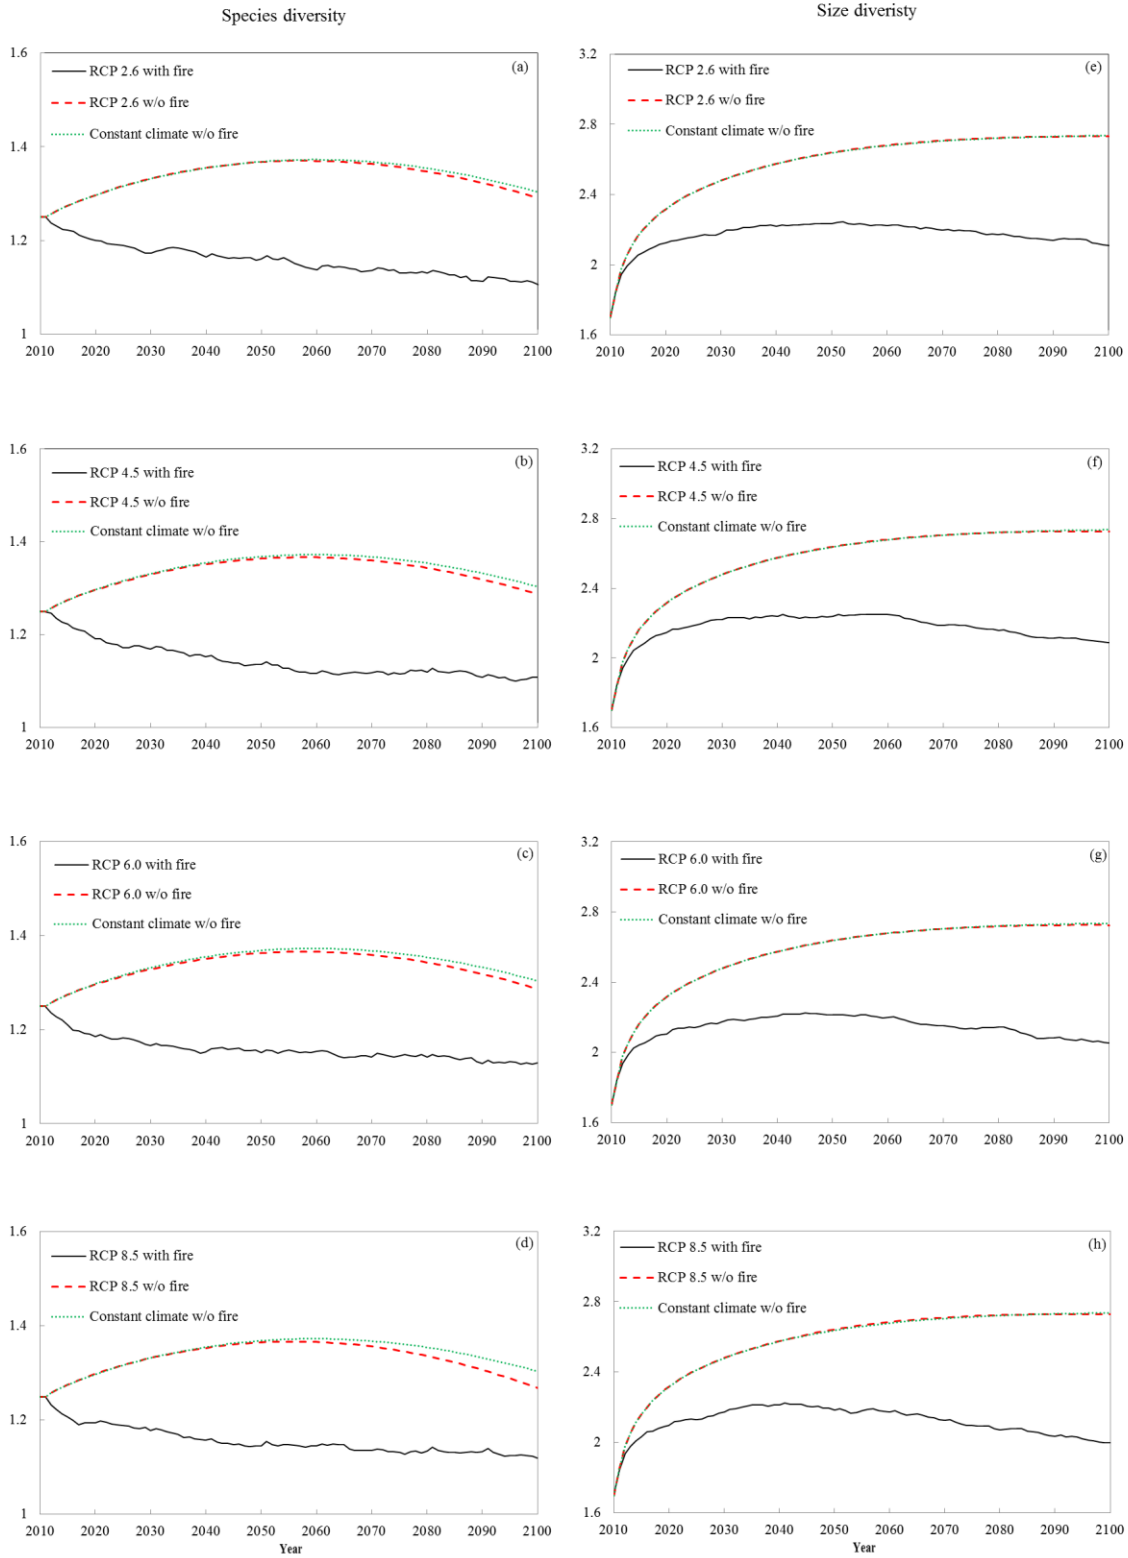 Species diversity
Size diveristy
1.6
1.4
1.2
1
(a)
RCP 2.6 with fire
RCP 2.6 w/o fire
Constant climate w/o fire
2010 2020 2030 2040 2050 2060 2070 2080 2090 2100
3.2
2.8
2.4
2
1.6
(e)
RCP 2.6 with fire
RCP 2.6 w/o fire
Constant climate w/o fire
2010 2020 2030 2040 2050 2060 2070 2080 2090 2100
1.6
1.4
1.2
1
(b)
RCP 4.5 with fire
RCP 4.5 w/o fire
Constant climate w/o fire
2010 2020 2030 2040 2050 2060 2070 2080 2090 2100
3.2
2.8
2.4
2
1.6
(f)
RCP 4.5 with fire
RCP 4.5 w/o fire
Constant climate w/o fire
2010 2020 2030 2040 2050 2060 2070 2080 2090 2100
1.6
1.4
1.2
1
(c)
RCP 6.0 with fire
RCP 6.0 w/o fire
Constant climate w/o fire
2010 2020 2030 2040 2050 2060 2070 2080 2090 2100
3.2
2.8
2.4
2
1.6
(g)
RCP 6.0 with fire
RCP 6.0 w/o fire
Constant climate w/o fire
2010 2020 2030 2040 2050 2060 2070 2080 2090 2100
1.6
1.4
1.2
1
(d)
RCP 8.5 with fire
RCP 8.5 w/o fire
Constant climate w/o fire
2010 2020 2030 2040 2050 2060 2070 2080 2090 2100
Year
3.2
2.8
2.4
2
1.6
(h)
RCP 8.5 with fire
RCP 8.5 w/o fire
Constant climate w/o fire
2010 2020 2030 2040 2050 2060 2070 2080 2090 2100
Year